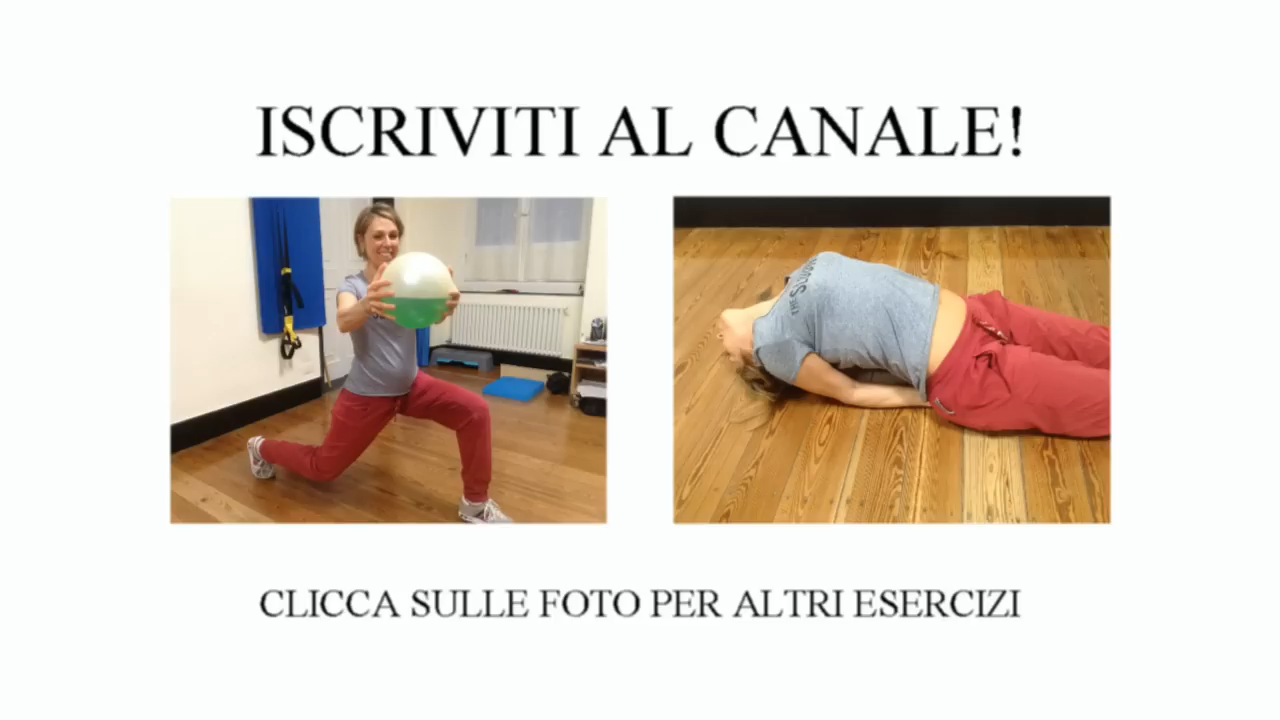 ISCRIVITI AL CANALE!
CLICCA SULLE FOTO PER ALTRI ESERCIZI